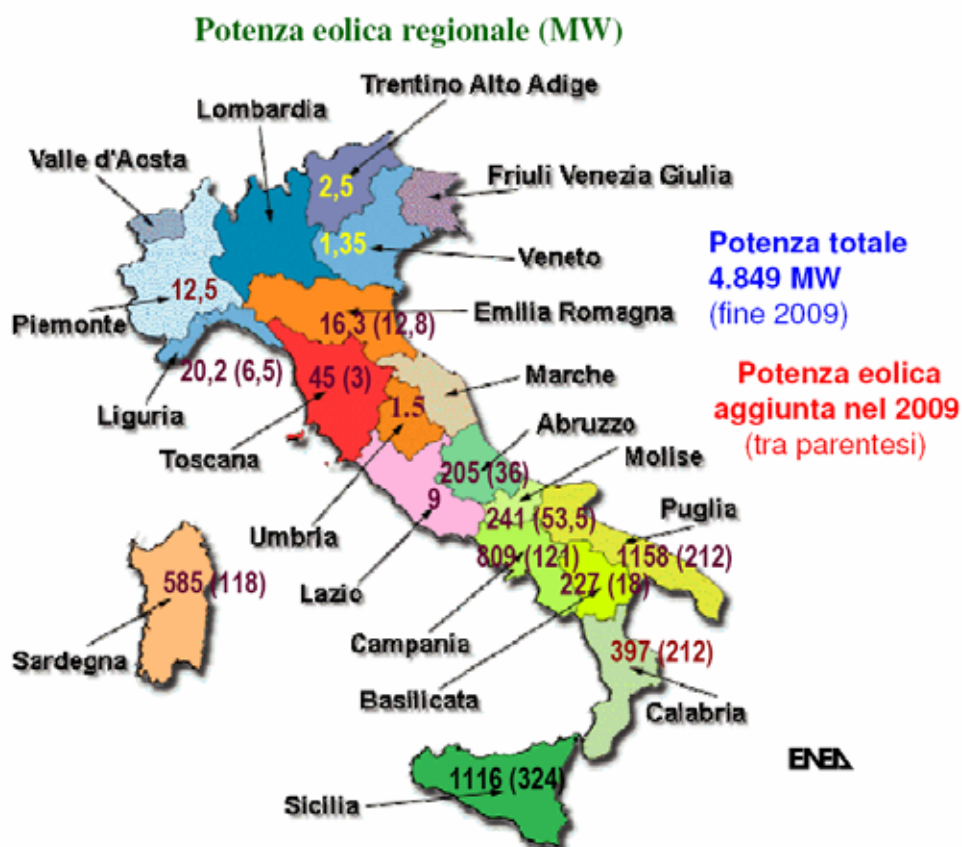 Potenza eolica regionale (MW)
Trentino Alto Adige
Lombardia
Valle d'Aosta
Friuli Venezia Giulia
2,5
1,35
Veneto
Potenza totale
4.849 MW
(fine 2009)
12,5
Piemonte
Emilia Romagna
16,3 (12,8)
20,2 (6,5)
45 (3)
Marche
Potenza eolica
aggiunta nel 2009
(tra parentesi)
Liguria
1.5
Abruzzo
Toscana
205 (36)
Molise
9
Puglia
241 (53,5)
Umbria
809 (121)
1158 (212)
585 (118)
227 (18)
Lazio
Campania
397 (212)
Sardegna
Basilicata
Calabria
ENEA
1116 (324)
Sicilia